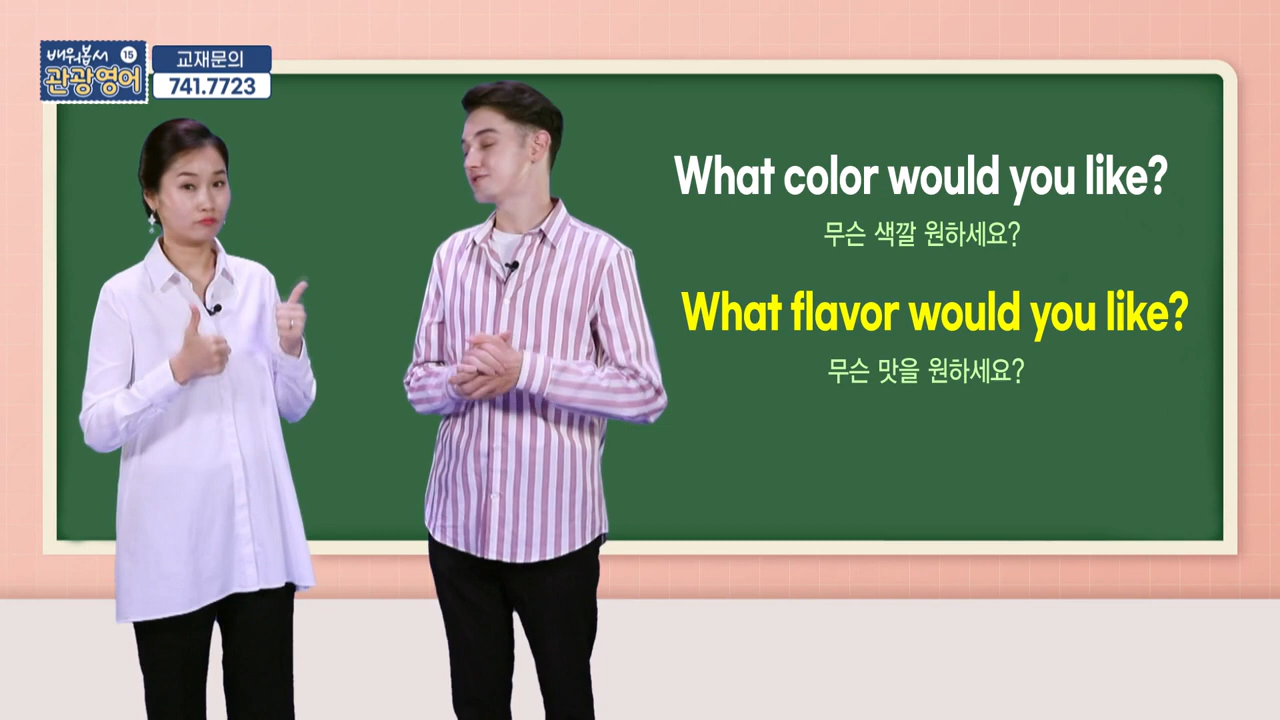 배워봅서 15
관광영어
교재문의
741.7723
What color would you like?
무슨 색깔 원하세요?
What flavor would you like?
무슨 맛을 원하세요?